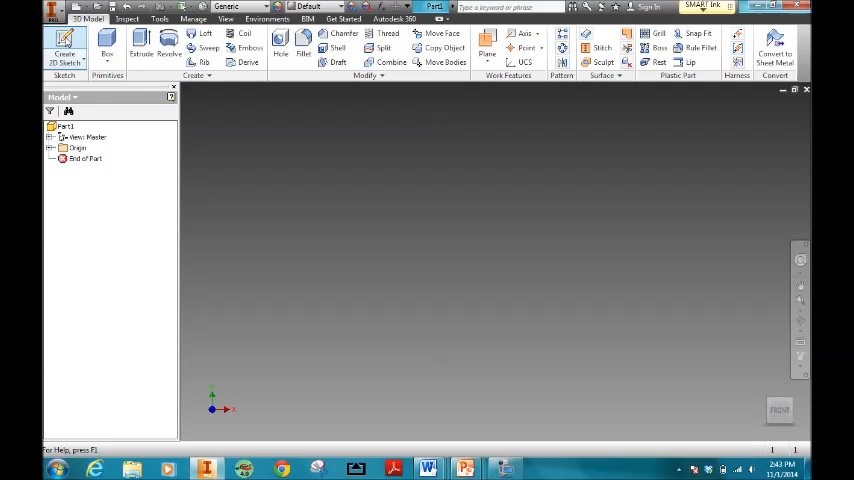 PRO
Generic
Default
Part1
Type a keyword or phrase
Sign In
SMART Ink
3D Model Inspect Tools Manage View Environments BIM Get Started Autodesk 360
Create 2D Sketch
Box
Extrude
Revolve
Loft
Sweep
Rib
Coil
Emboss
Derive
Hole
Fillet
Chamfer
Shell
Draft
Thread
Split
Combine
Move Face
Copy Object
Move Bodies
Plane
Axis
Point
UCS
Stitch
Sculpt
Grill
Boss
Rest
Snap Fit
Rule Fillet
Lip
Convert to Sheet Metal
Sketch Primitives Create Modify Work Features Pattern Surface Plastic Part Harness Convert
Model
Part1
View: Master
Origin
End of Part
X
FRONT
For Help, press F1
1 1
4.0
2:43 PM
11/1/2014